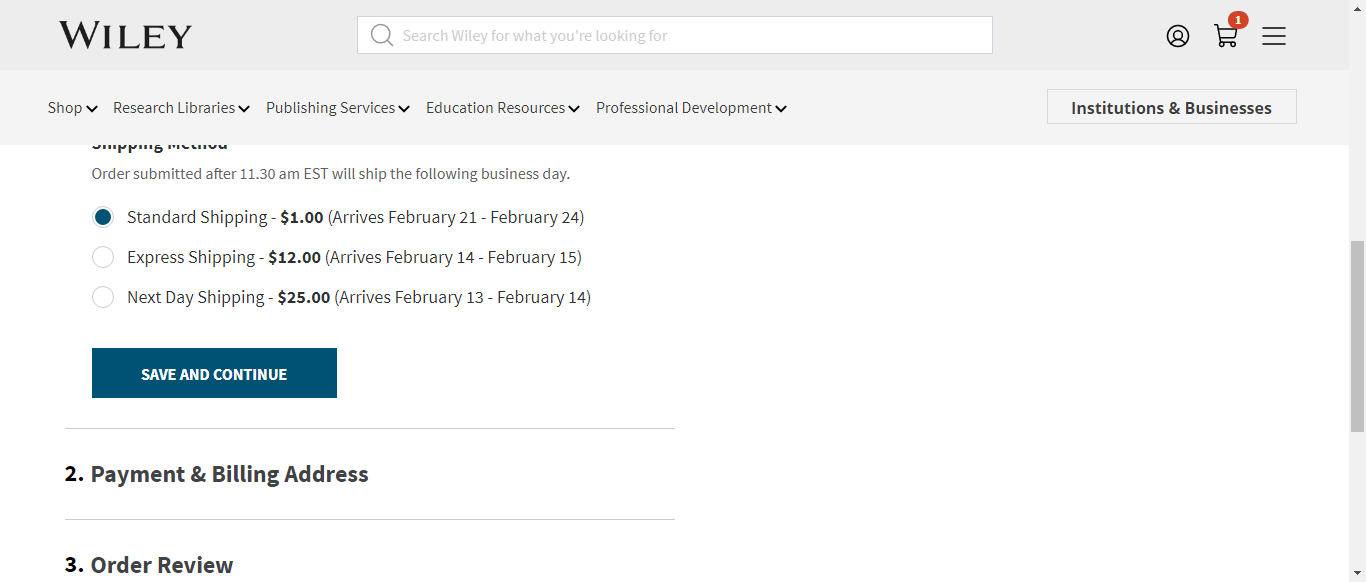 WILEY
Search Wiley for what you're looking for
1
Shop Research Libraries Publishing Services Education Resources Professional Development Institutions & Businesses
Shipping Method
Order submitted after 11.30 am EST will ship the following business day.
Standard Shipping - $1.00 (Arrives February 21 - February 24)
Express Shipping - $12.00 (Arrives February 14 - February 15)
Next Day Shipping - $25.00 (Arrives February 13 - February 14)
SAVE AND CONTINUE
2. Payment & Billing Address
3. Order Review